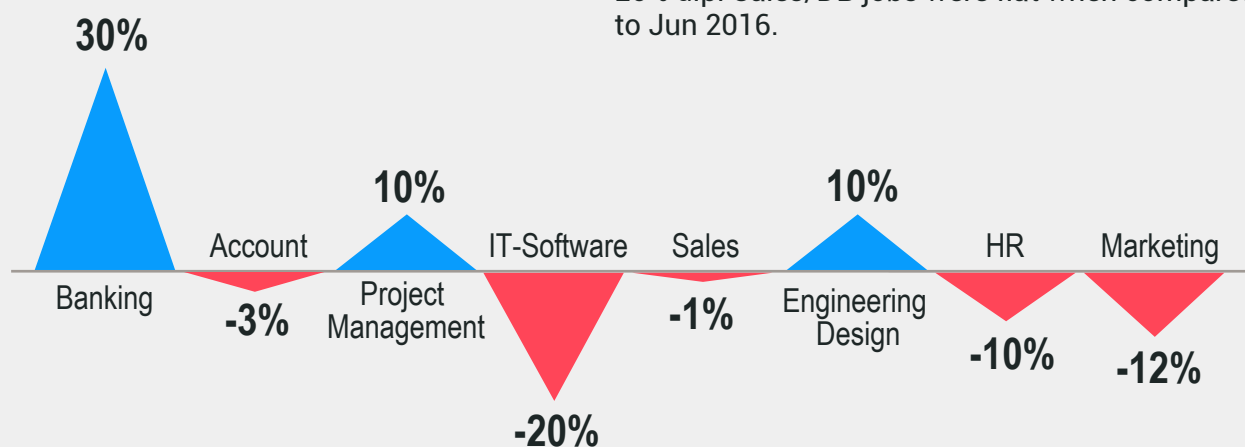 to Jun 2016.
30%
10%
10%
Account
IT-Software
Sales
HR
Marketing
Banking
-3%
Project
Management
-1%
Engineering
Design
-10%
-12%
-20%